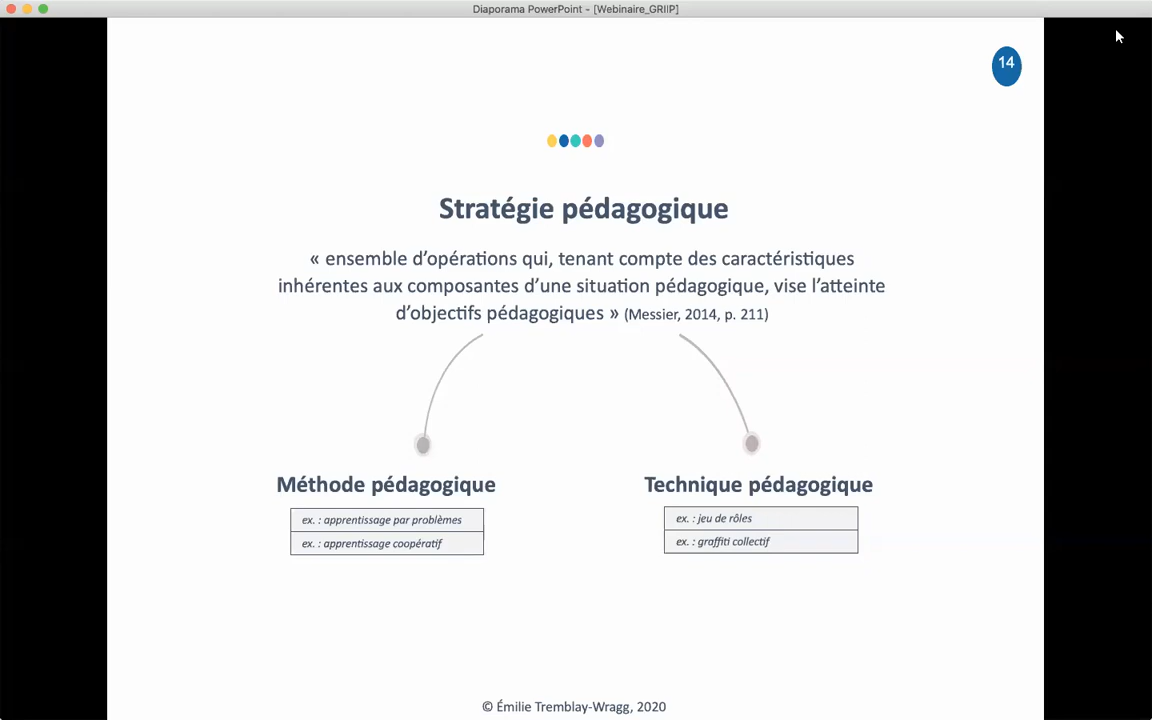 Diaporama PowerPoint - [Webinaire_GRIIP]
14
Stratégie pédagogique
« ensemble d’opérations qui, tenant compte des caractéristiques
inhérentes aux composantes d’une situation pédagogique, vise l’atteinte
d’objectifs pédagogiques » (Messier, 2014, p. 211)
Méthode pédagogique
ex. : apprentissage par problèmes
ex. : apprentissage coopératif
Technique pédagogique
ex. : jeu de rôles
ex. : graffiti collectif
© Émilie Tremblay-Wragg, 2020